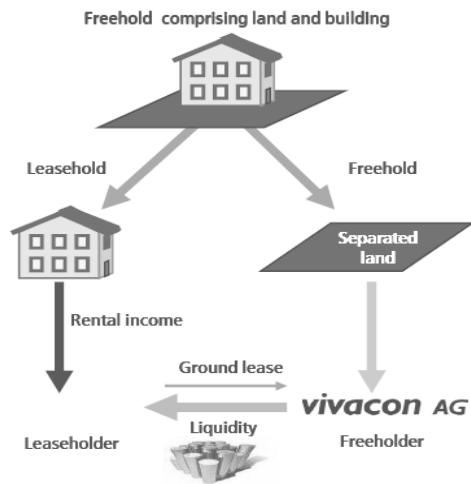 Freehold comprising land and building
Leasehold
Freehold
Separated
land
Rental income
Ground lease
vivacon AG
Liquidity
Leaseholder
Freeholder